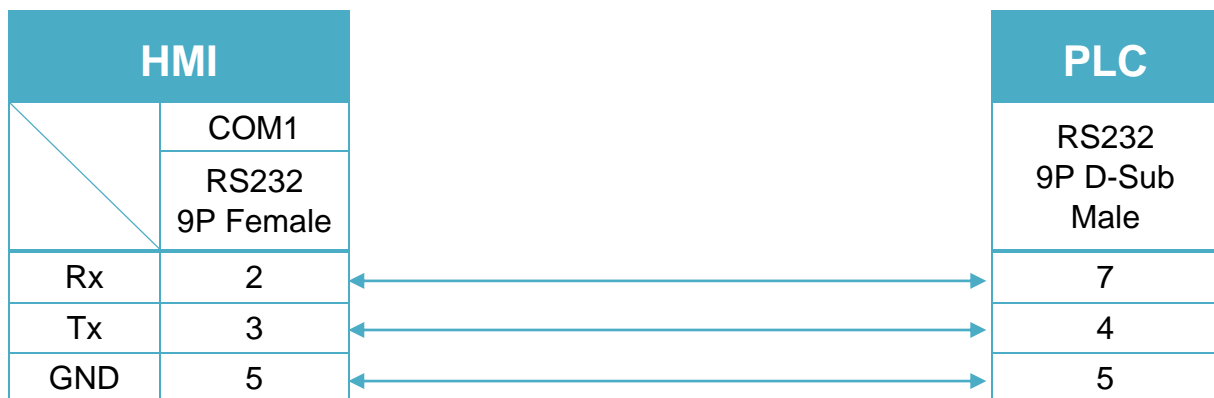 HMI
PLC
COM1
RS232
9P Female
RS232
9P D-Sub
Male
Rx 2 7
Tx 3 4
GND 5 5